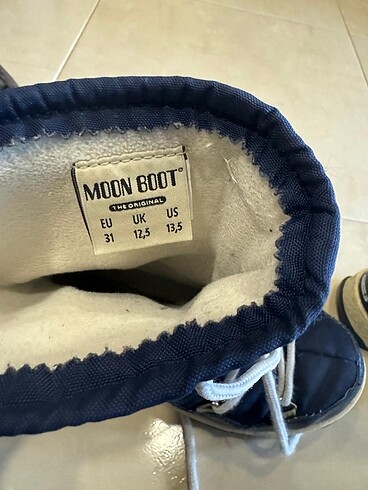 MOON BOOT®
THE ORIGINAL
EU UK US
31 12,5 13,5